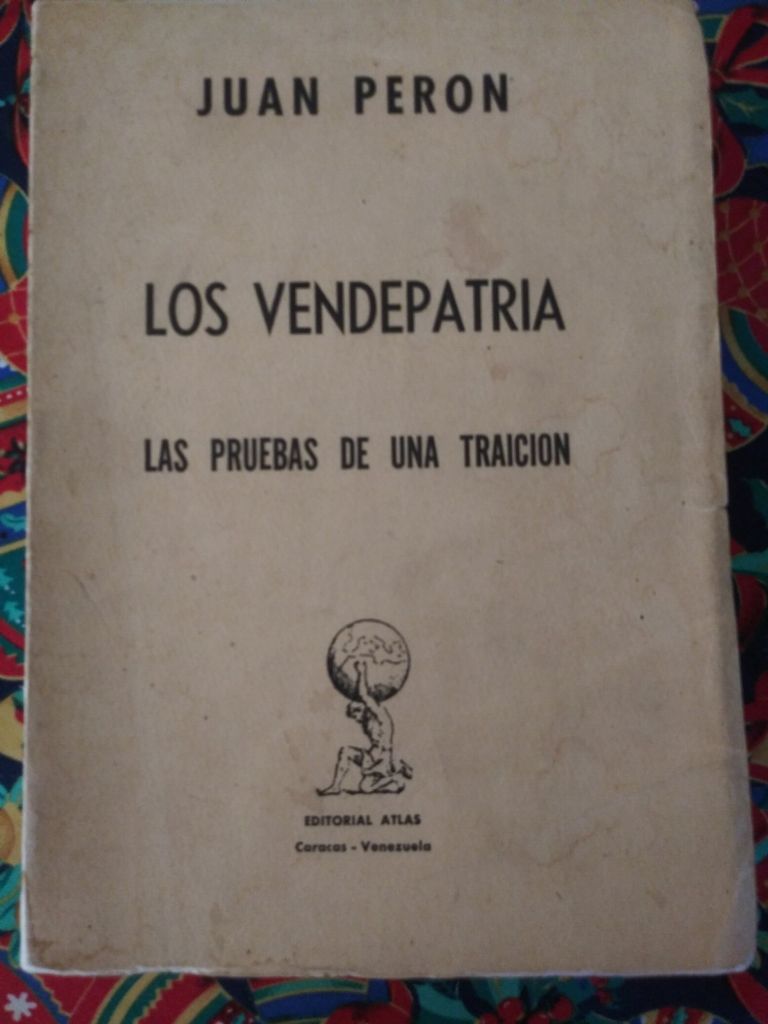 JUAN PERON
LOS VENDEPATRIA
LAS PRUEBAS DE UNA TRAICION
EDITORIAL ATLAS
Caracas - Venezuela